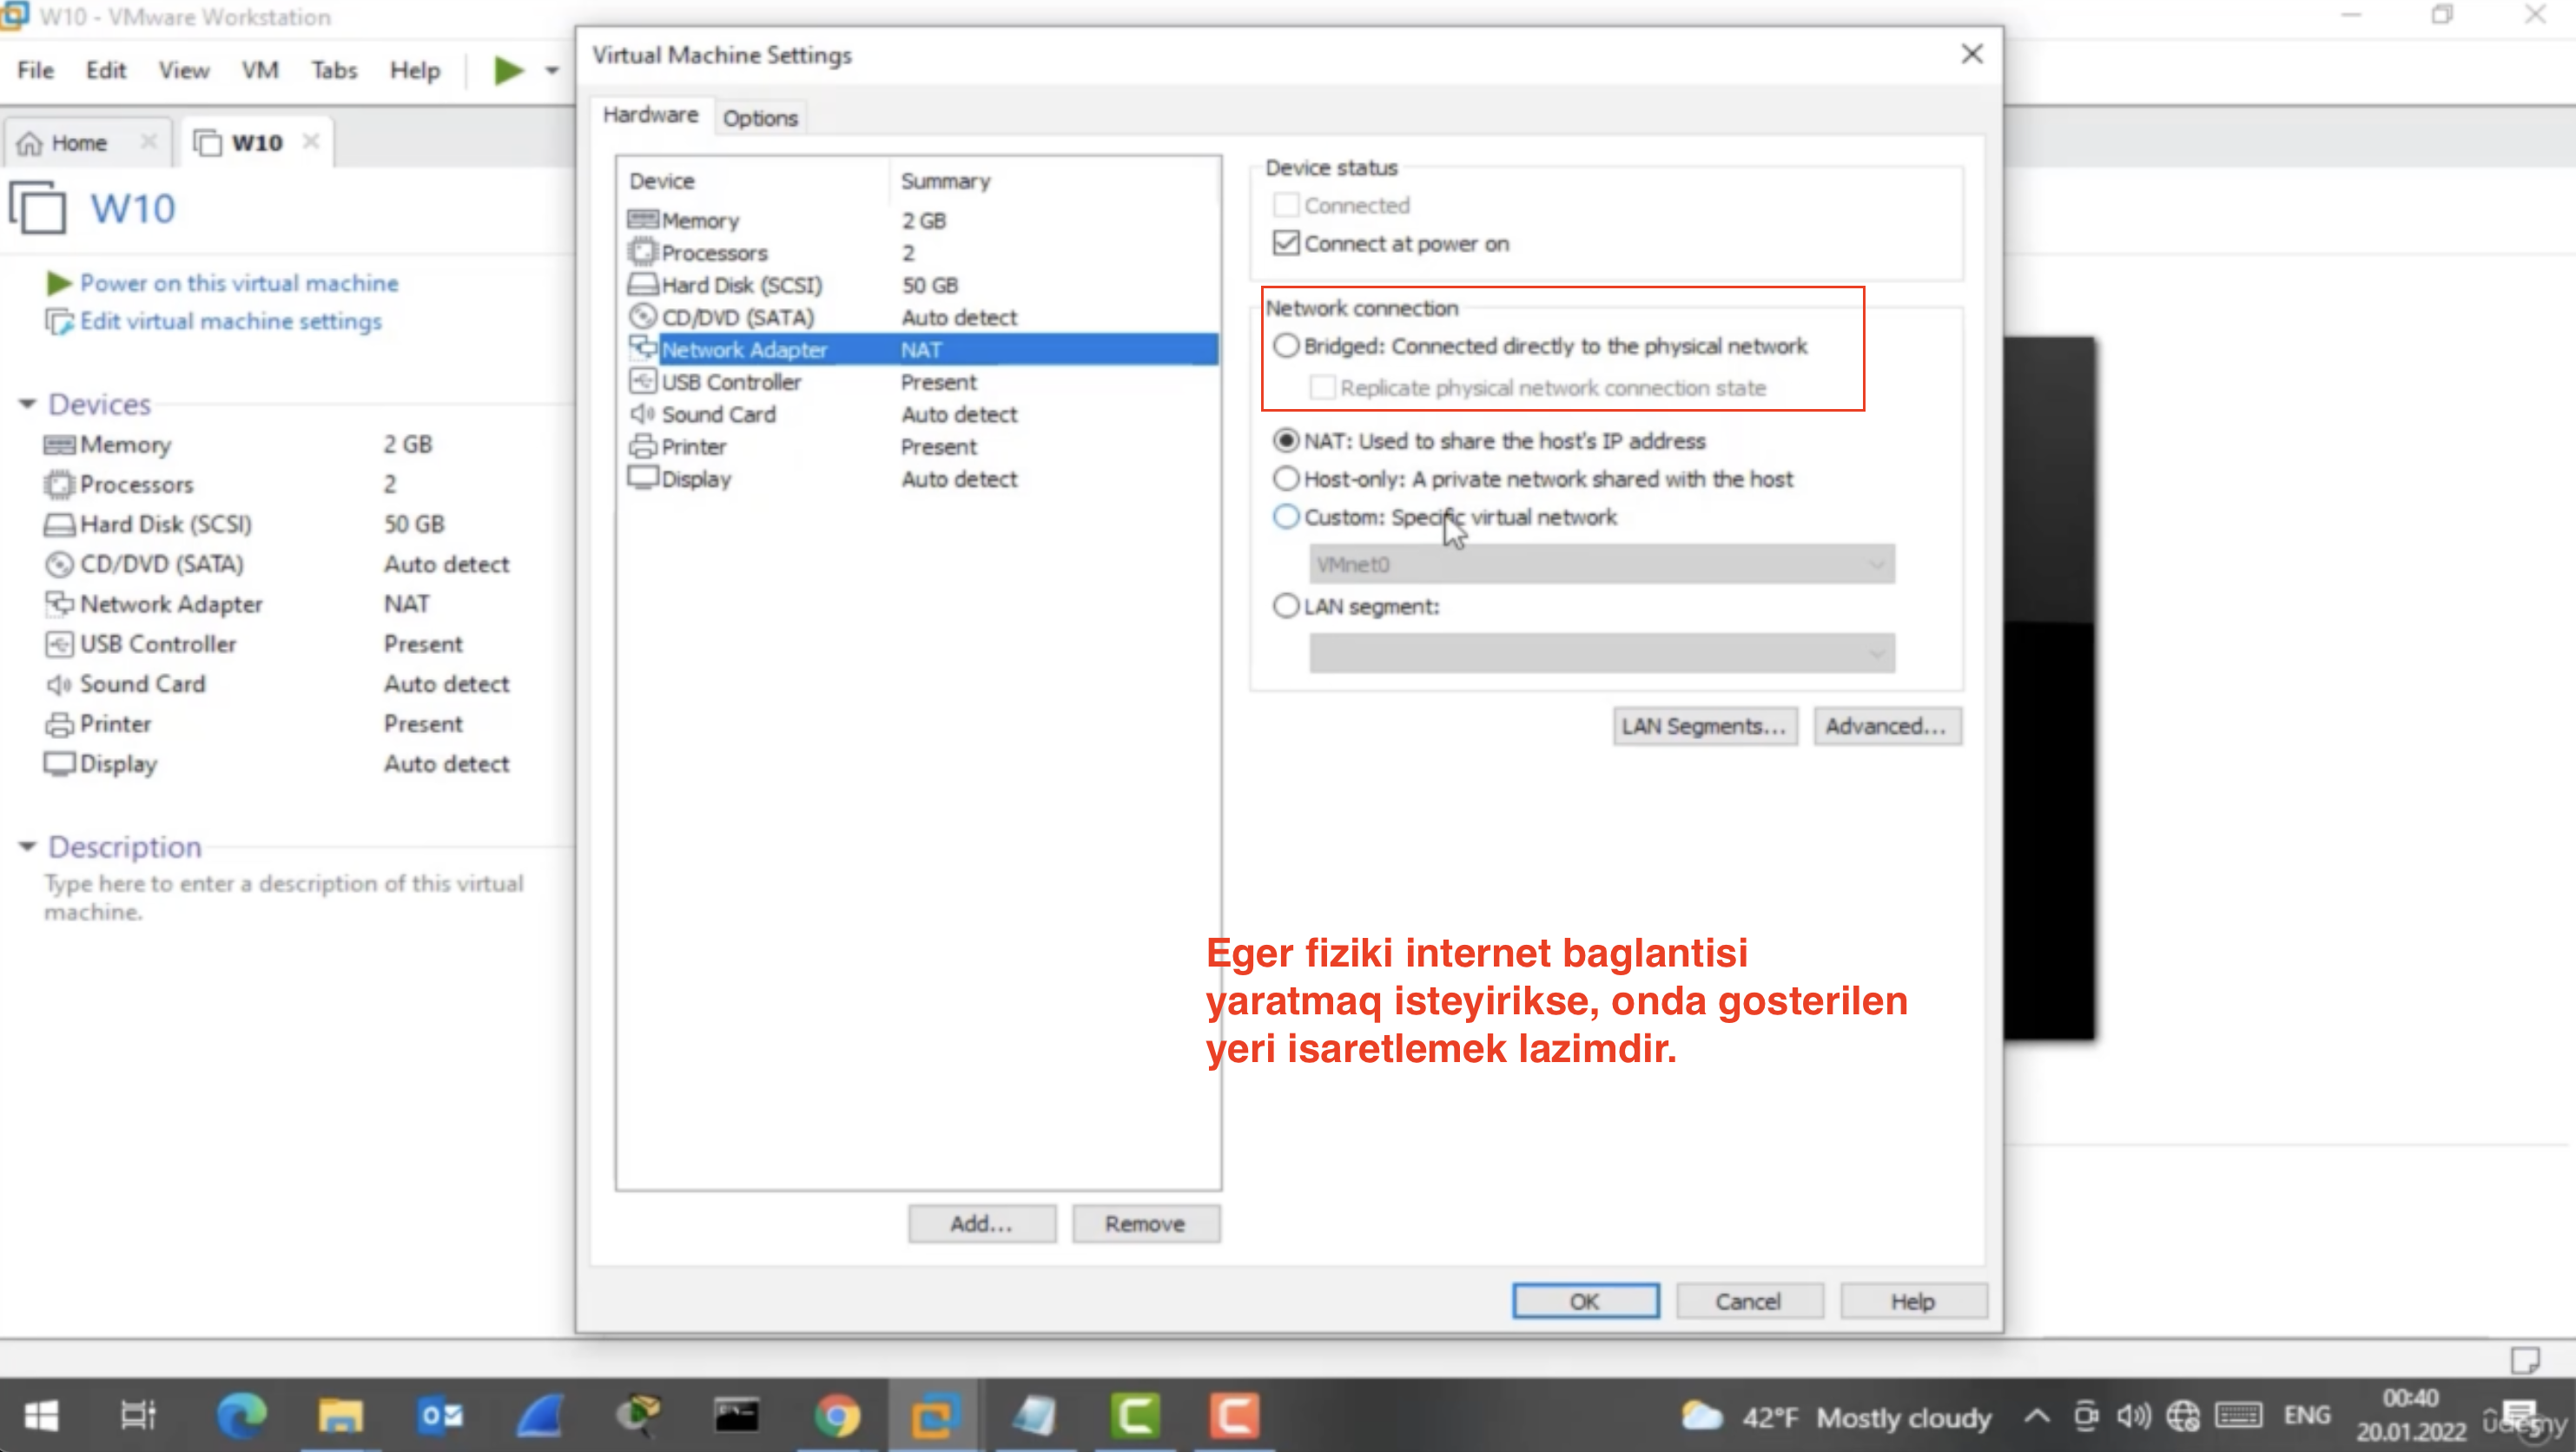 W10 - VMware Workstation
File Edit View VM Tabs Help
Home W10
W10
Power on this virtual machine
Edit virtual machine settings
Devices
Memory 2 GB
Processors 2
Hard Disk (SCSI) 50 GB
CD/DVD (SATA) Auto detect
Network Adapter NAT
USB Controller Present
Sound Card Auto detect
Printer Present
Display Auto detect
Description
Type here to enter a description of this virtual
machine.
Virtual Machine Settings
Hardware Options
Device Summary
Memory 2 GB
Processors 2
Hard Disk (SCSI) 50 GB
CD/DVD (SATA) Auto detect
Network Adapter NAT
USB Controller Present
Sound Card Auto detect
Printer Present
Display Auto detect
Add... Remove
Device status
Connected
Connect at power on
Network connection
Bridged: Connected directly to the physical network
Replicate physical network connection state
NAT: Used to share the host's IP address
Host-only: A private network shared with the host
Custom: Specific virtual network
VMnet0
LAN segment:
LAN Segments... Advanced...
Eger fiziki internet baglantisi
yaratmaq isteyirikse, onda gosterilen
yeri isaretlemek lazimdir.
OK Cancel Help
42°F Mostly cloudy ENG 00:40
20.01.2022
ûdemy